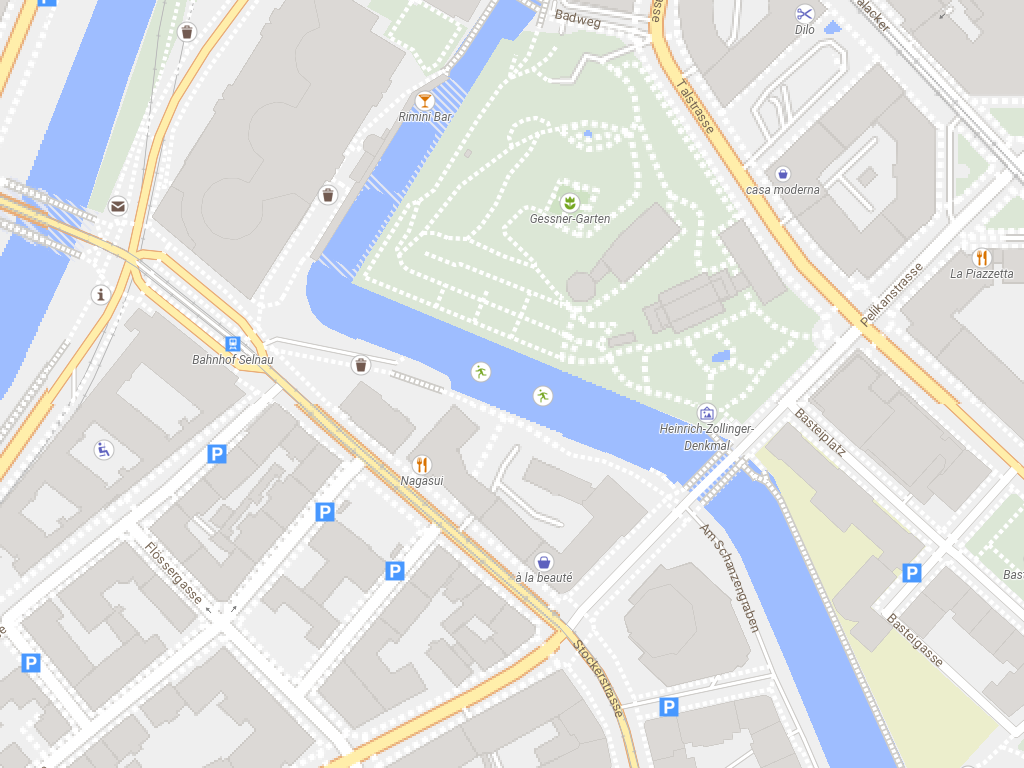 Badweg
Dilo
Talstrasse
Rimini Bar
casa moderna
Gessner-Garten
La Piazzetta
Pelikanstrasse
Bahnhof Selnau
Heinrich-Zollinger-
Denkmal
Basteiplatz
P
Nagasui
P
Am Schanzengraben
Flössergasse
P
à la beauté
P
Basteigasse
P
Stockerstrasse
P